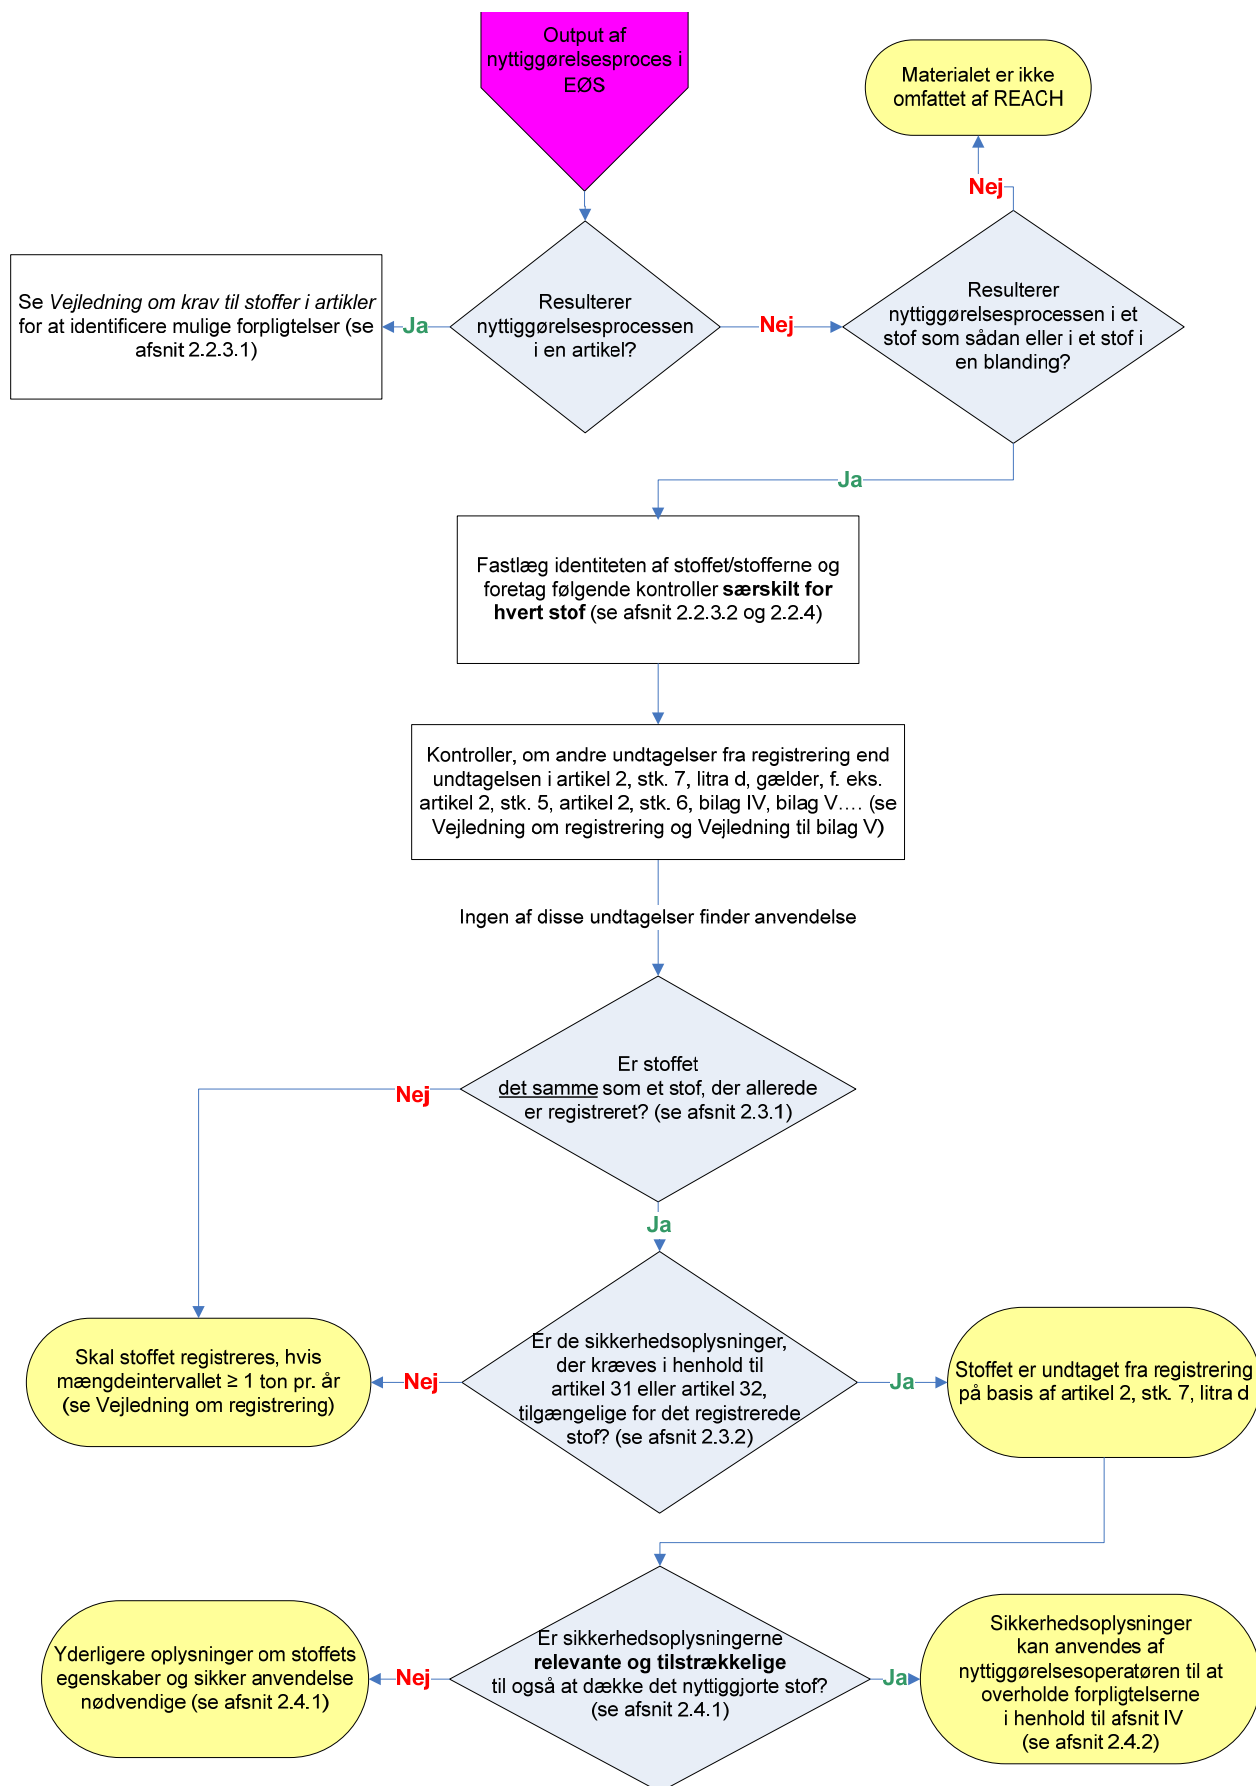 Output af
nyttiggørelsesproces i
EØS
Materialet er ikke
omfattet af REACH
Nej
Se Vejledning om krav til stoffer i artikler
for at identificere mulige forpligtelser (se
afsnit 2.2.3.1)
Ja
Resulterer
nyttiggørelsesprocessen
i en artikel?
Nej
Resulterer
nyttiggørelsesprocessen i et
stof som sådan eller i et stof i
en blanding?
Ja
Fastlæg identiteten af stoffet/stofferne og
foretag følgende kontroller særskilt for
hvert stof (se afsnit 2.2.3.2 og 2.2.4)
Kontroller, om andre undtagelser fra registrering end
undtagelsen i artikel 2, stk. 7, litra d, gælder, f. eks.
artikel 2, stk. 5, artikel 2, stk. 6, bilag IV, bilag V…. (se
Vejledning om registrering og Vejledning til bilag V)
Ingen af disse undtagelser finder anvendelse
Er stoffet
det samme som et stof, der allerede
er registreret? (se afsnit 2.3.1)
Nej
Ja
Skal stoffet registreres, hvis
mængdeintervallet ≥ 1 ton pr. år
(se Vejledning om registrering)
Nej
Er de sikkerhedsoplysninger,
der kræves i henhold til
artikel 31 eller artikel 32,
tilgængelige for det registrerede
stof? (se afsnit 2.3.2)
Ja
Stoffet er undtaget fra registrering
på basis af artikel 2, stk. 7, litra d
Yderligere oplysninger om stoffets
egenskaber og sikker anvendelse
nødvendige (se afsnit 2.4.1)
Nej
Er sikkerhedsoplysningerne
relevante og tilstrækkelige
til også at dække det nyttiggjorte stof?
(se afsnit 2.4.1)
Ja
Sikkerhedsoplysninger
kan anvendes af
nyttiggørelsesoperatøren til at
overholde forpligtelserne
i henhold til afsnit IV
(se afsnit 2.4.2)